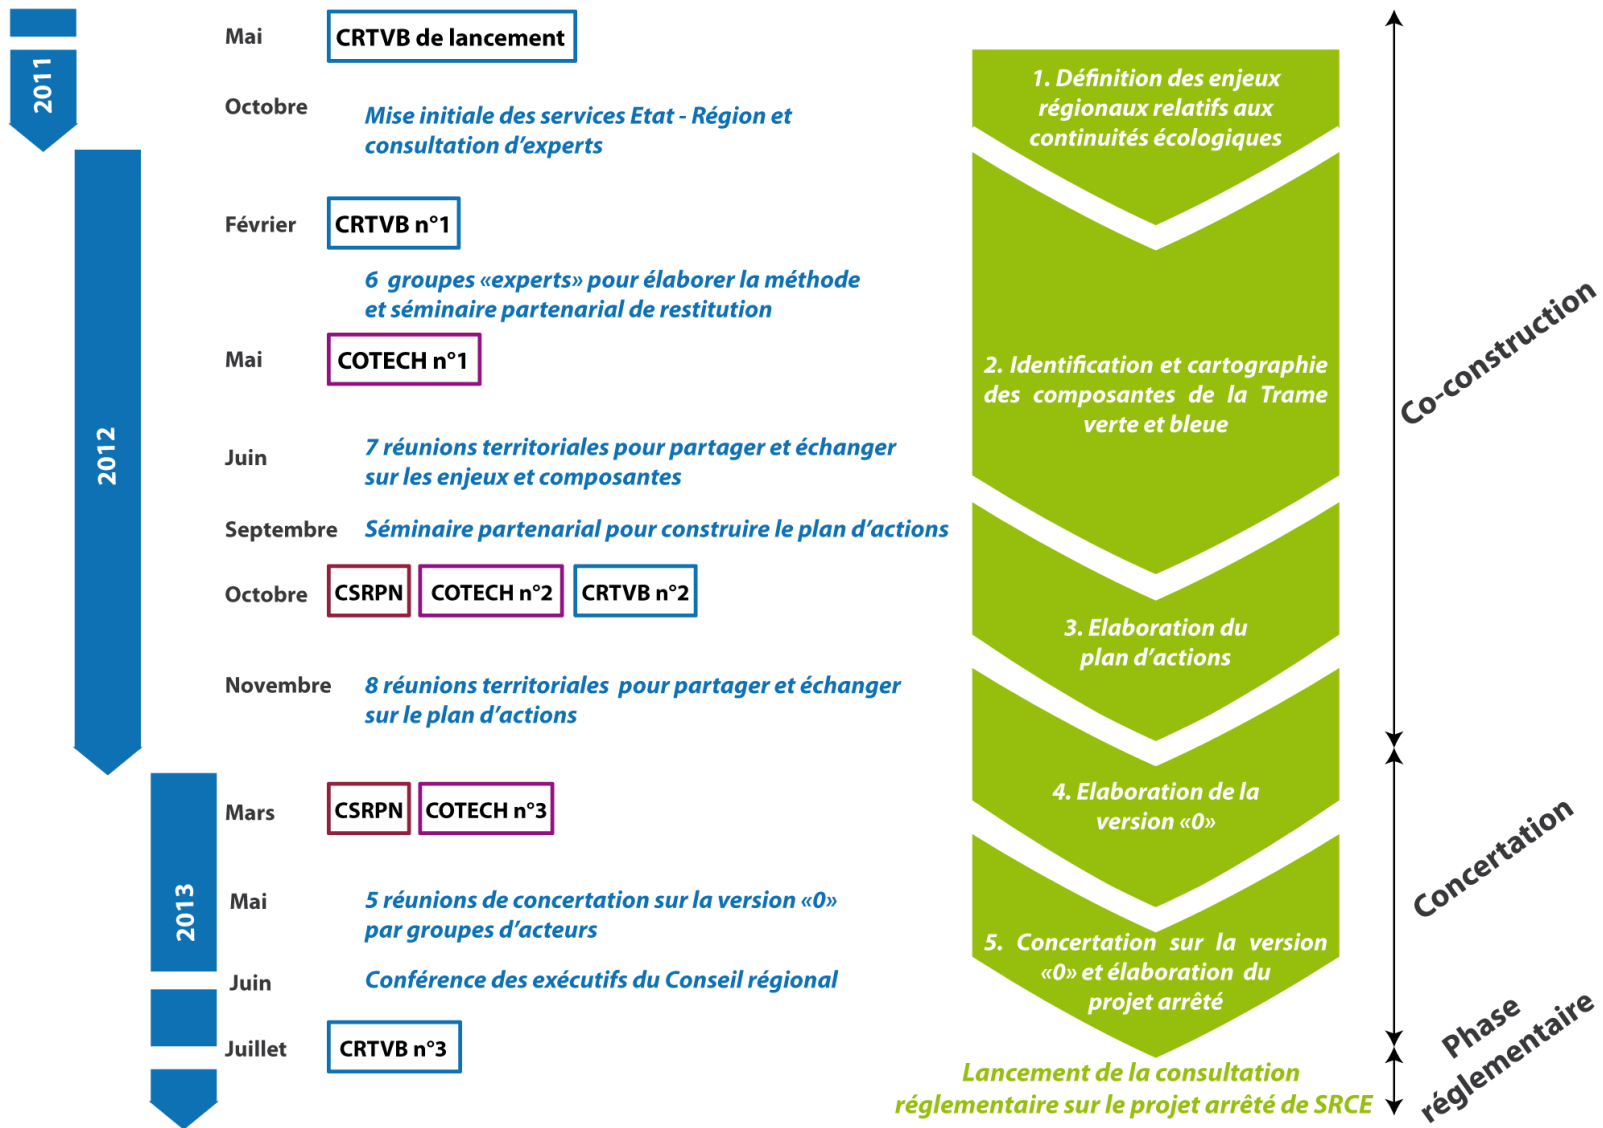 2011
Mai
CRTVB de lancement
Octobre
Mise initiale des services Etat - Région et
consultation d’experts
2012
Février
CRTVB n°1
6 groupes «experts» pour élaborer la méthode
et séminaire partenarial de restitution
Mai
COTECH n°1
Juin
7 réunions territoriales pour partager et échanger
sur les enjeux et composantes
Septembre
Séminaire partenarial pour construire le plan d’actions
Octobre
CSRPN
COTECH n°2
CRTVB n°2
Novembre
8 réunions territoriales pour partager et échanger
sur le plan d’actions
2013
Mars
CSRPN
COTECH n°3
Mai
5 réunions de concertation sur la version «0»
par groupes d’acteurs
Juin
Conférence des exécutifs du Conseil régional
Juillet
CRTVB n°3
1. Définition des enjeux
régionaux relatifs aux
continuités écologiques
2. Identification et cartographie
des composantes de la Trame
verte et bleue
3. Elaboration du
plan d’actions
4. Elaboration de la
version «0»
5. Concertation sur la version
«0» et élaboration du
projet arrêté
Lancement de la consultation
réglementaire sur le projet arrêté de SRCE
Co-construction
Concertation
Phase
réglementaire